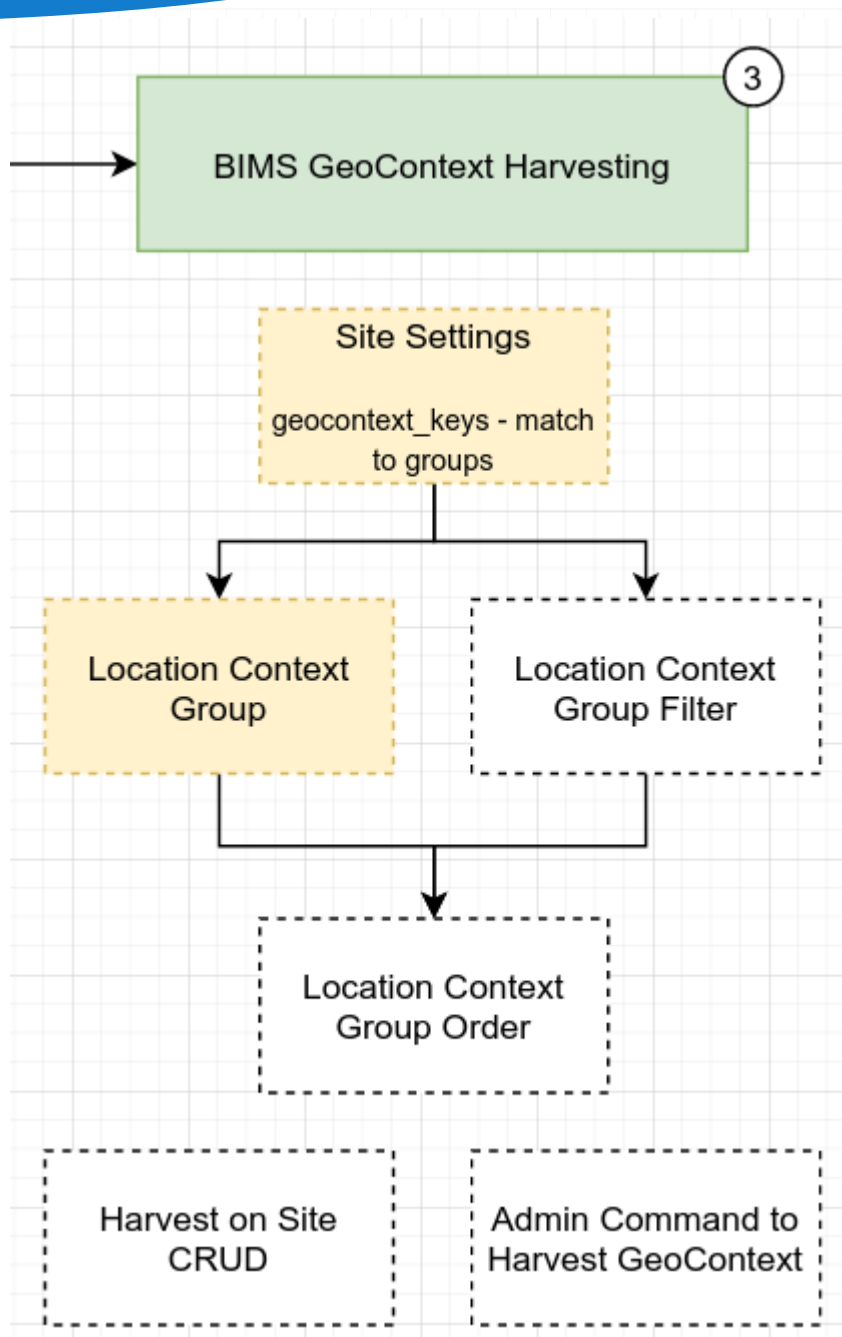 3
BIMS GeoContext Harvesting
Site Settings
geocontext_keys - match
to groups
Location Context
Group
Location Context
Group Filter
Location Context
Group Order
Harvest on Site
CRUD
Admin Command to
Harvest GeoContext